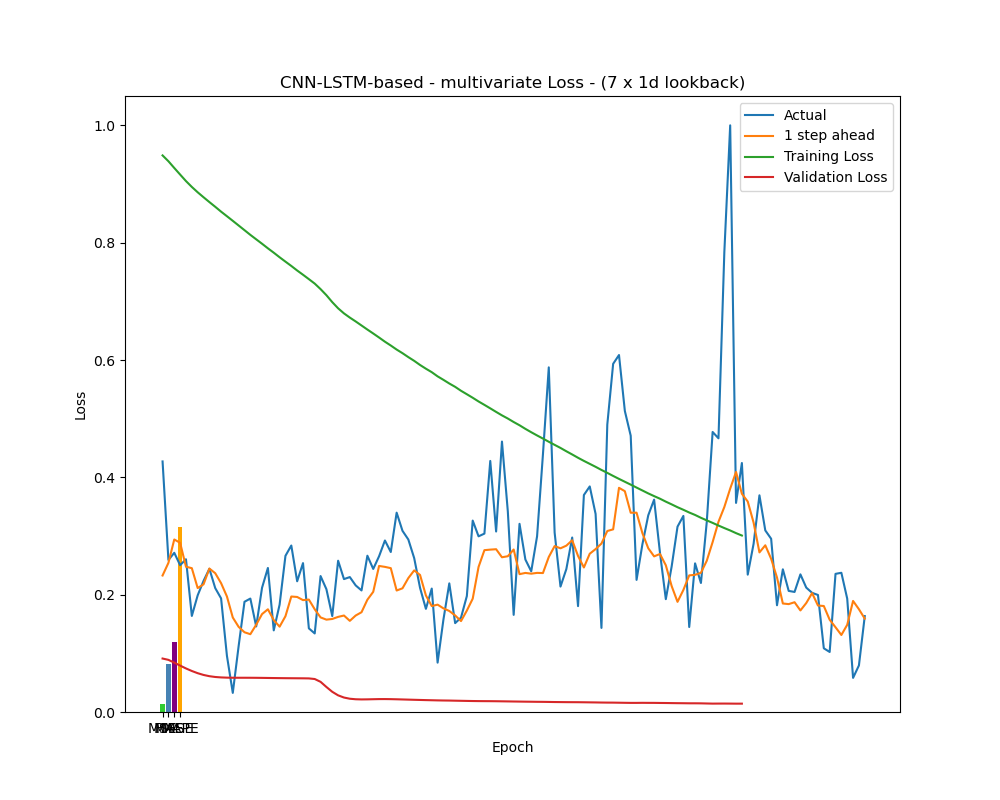 CNN-LSTM-based - multivariate Loss - (7 x 1d lookback)
Actual
1 step ahead
Training Loss
Validation Loss
1.0
0.8
0.6
0.4
0.2
0.0
Loss
Epoch